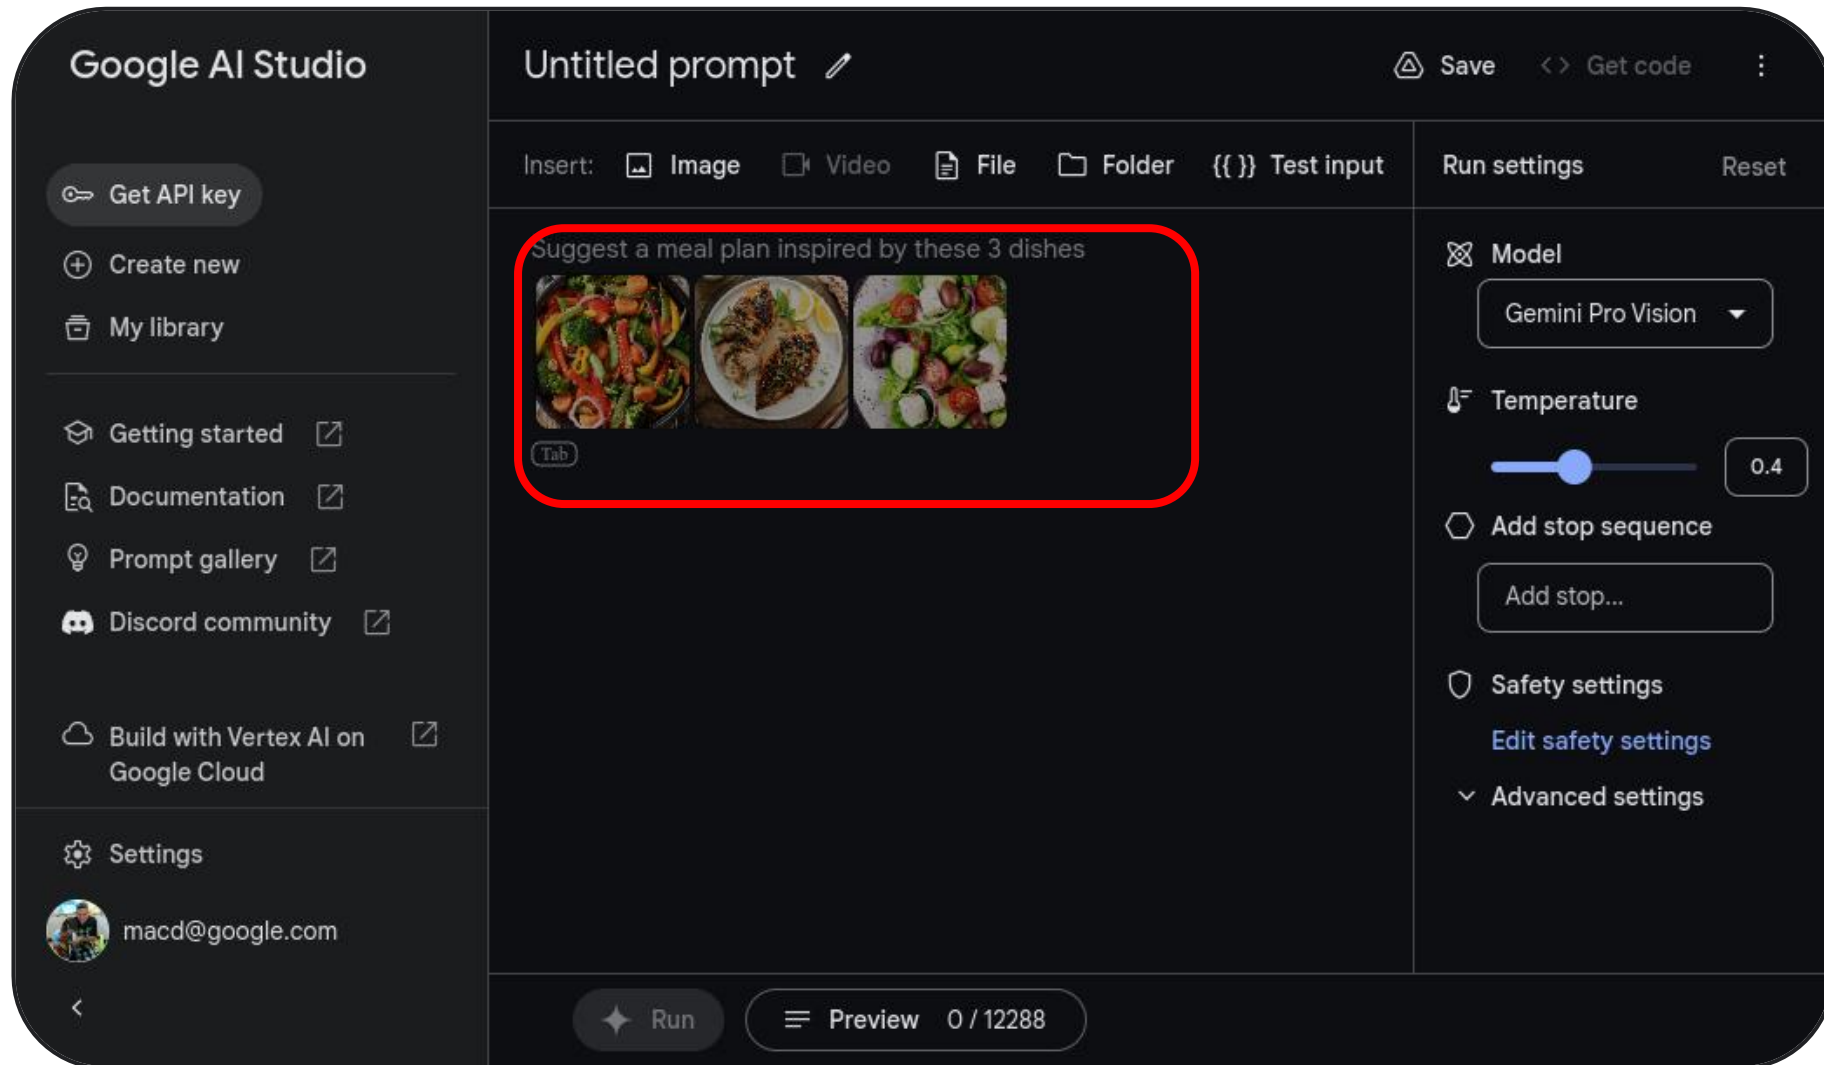 Google AI Studio
Get API key
Create new
My library
Getting started
Documentation
Prompt gallery
Discord community
Build with Vertex AI on
Google Cloud
Settings
macd@google.com
Untitled prompt
Save
Get code
Insert: Image Video File Folder {{ }} Test input
Suggest a meal plan inspired by these 3 dishes
Tab
Run
Preview 0 / 12288
Run settings Reset
Model
Gemini Pro Vision
Temperature
0.4
Add stop sequence
Add stop...
Safety settings
Edit safety settings
Advanced settings